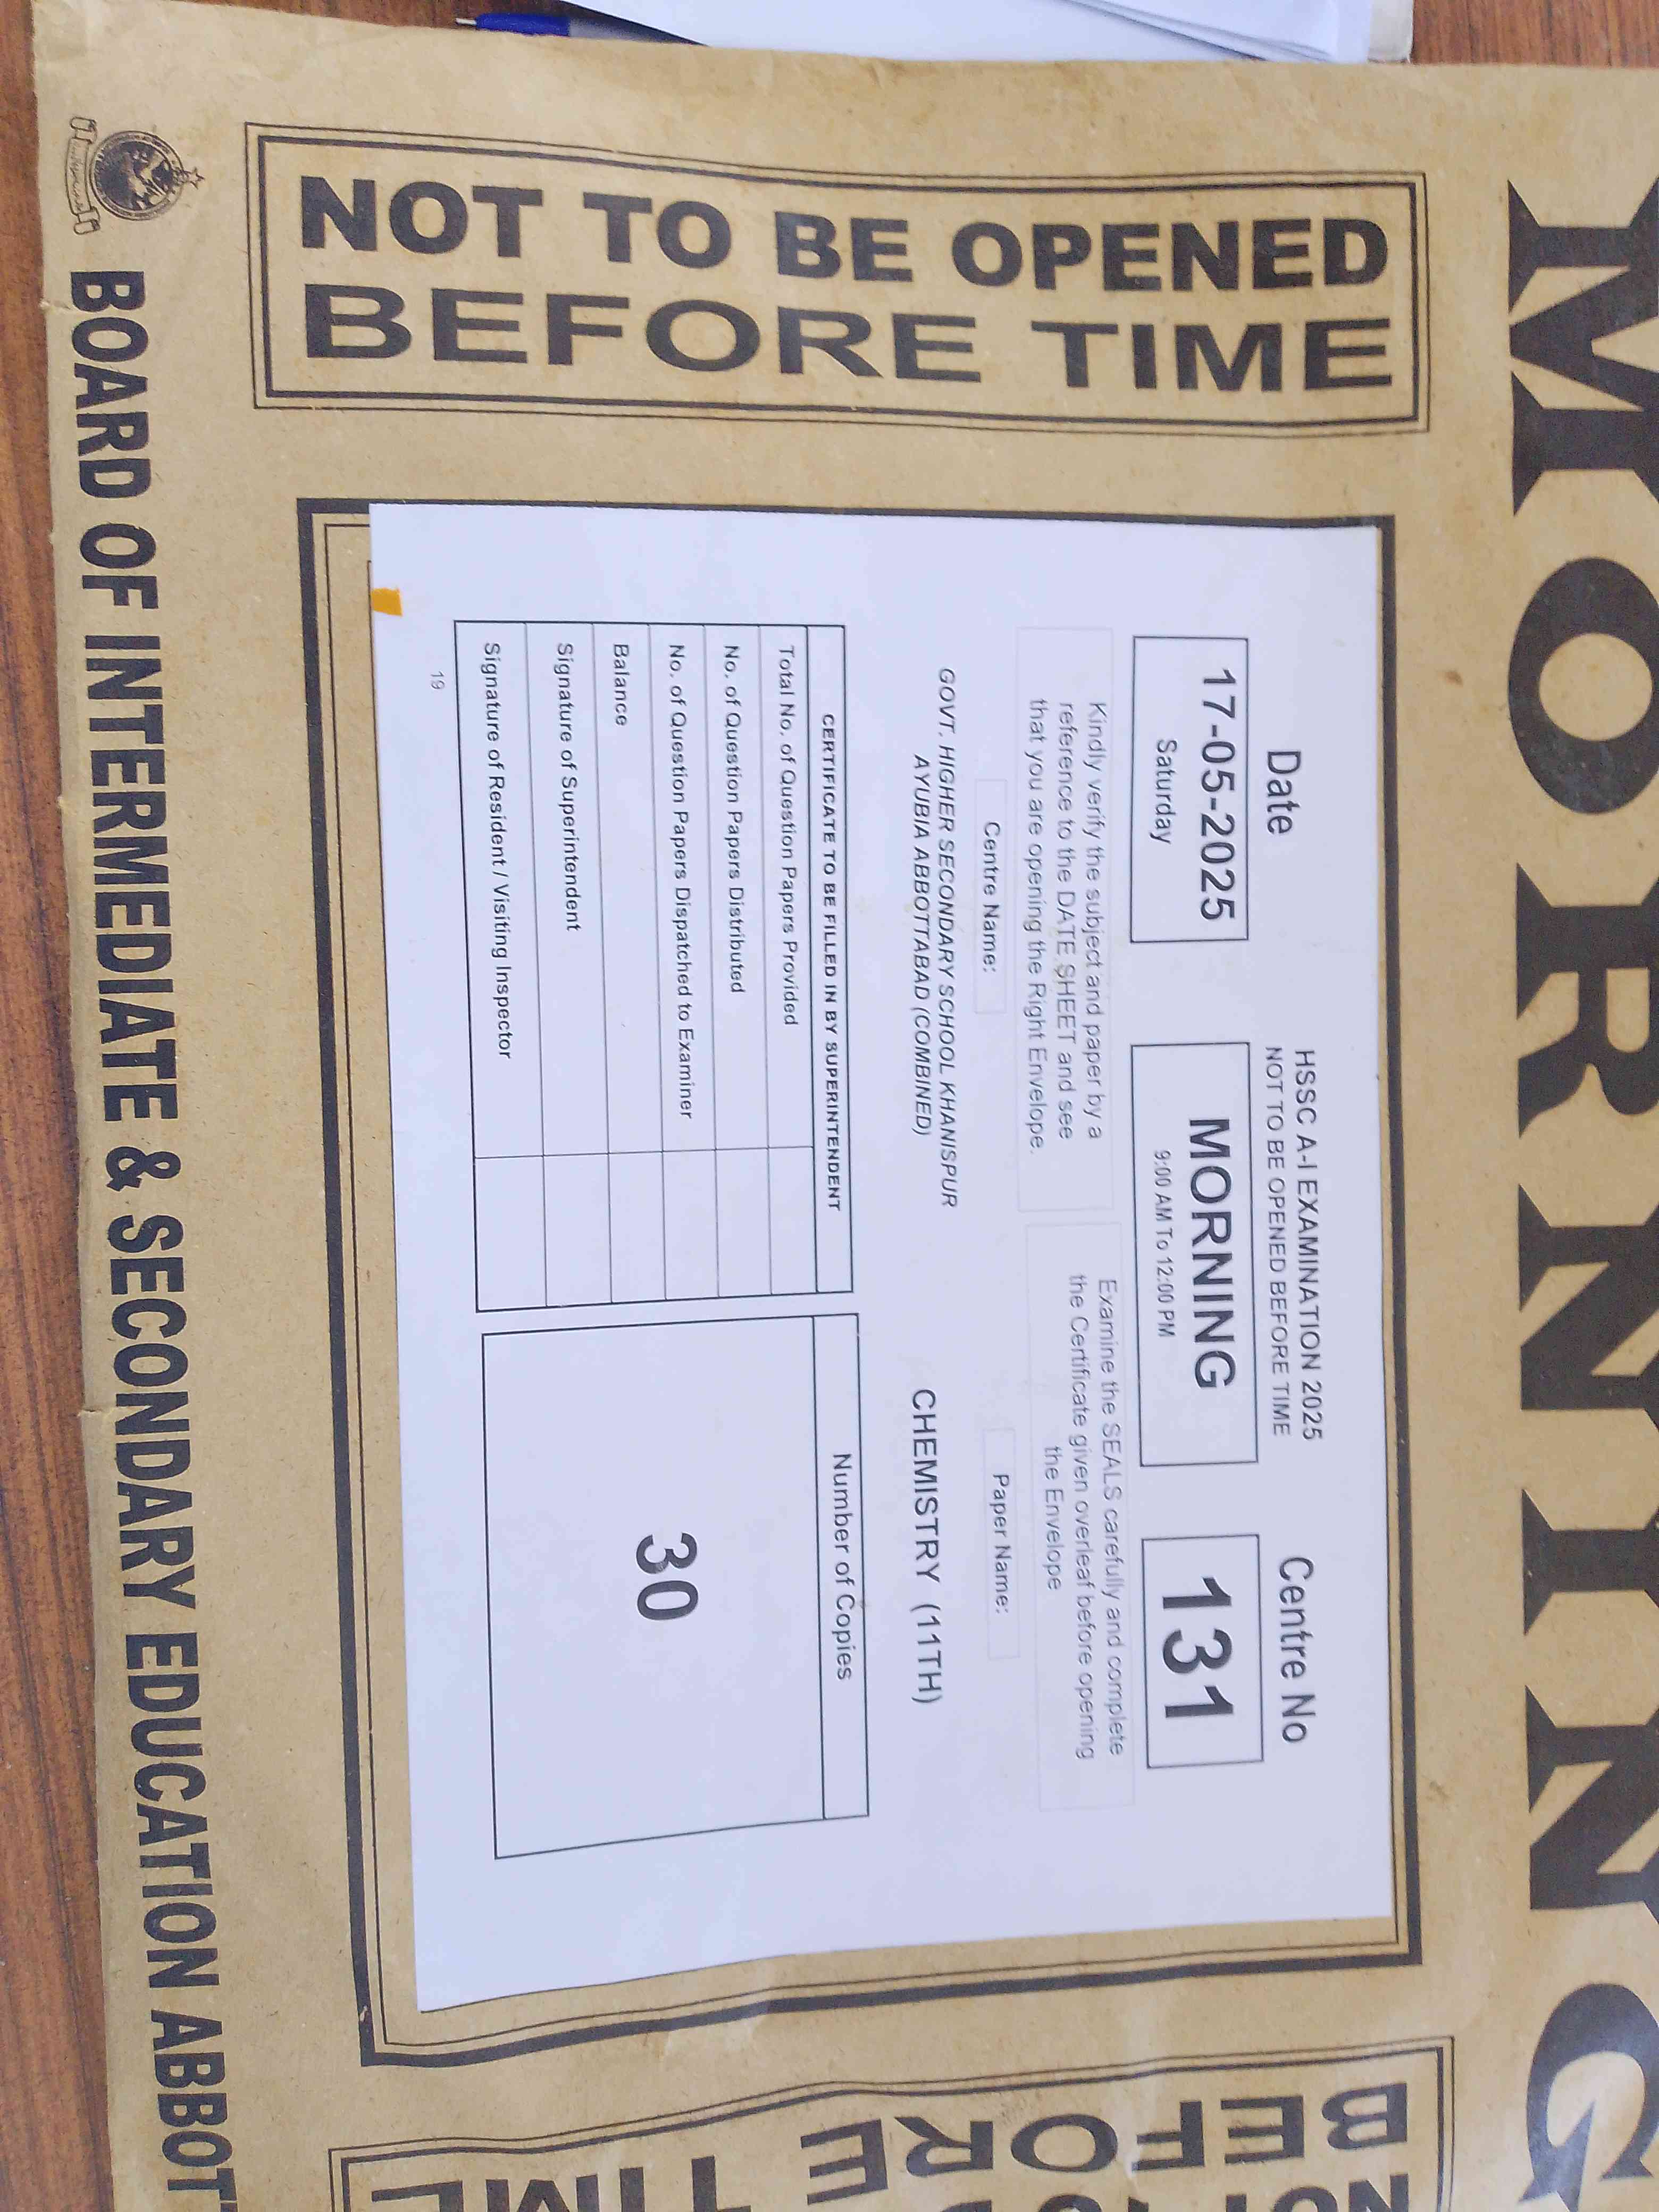 MORNING
NOT TO BE OPENED
BEFORE TIME
HSSC A-I EXAMINATION 2025
NOT TO BE OPENED BEFORE TIME
Date
Centre No
17-05-2025
Saturday
MORNING
9:00 AM To 12:00 PM
131
Kindly verify the subject and paper by a
reference to the DATE SHEET and see
that you are opening the Right Envelope.
Examine the SEALS carefully and complete
the Certificate given overleaf before opening
the Envelope
Centre Name:
Paper Name:
GOVT. HIGHER SECONDARY SCHOOL KHANISPUR
AYUBIA ABBOTTABAD (COMBINED)
CHEMISTRY (11TH)
CERTIFICATE TO BE FILLED IN BY SUPERINTENDENT
Total No. of Question Papers Provided
No. of Question Papers Distributed
No. of Question Papers Dispatched to Examiner
Balance
Signature of Superintendent
Signature of Resident / Visiting Inspector
Number of Copies
30
19
NO
BEFORE
TIME
BOARD OF INTERMEDIATE & SECONDARY EDUCATION ABBOT